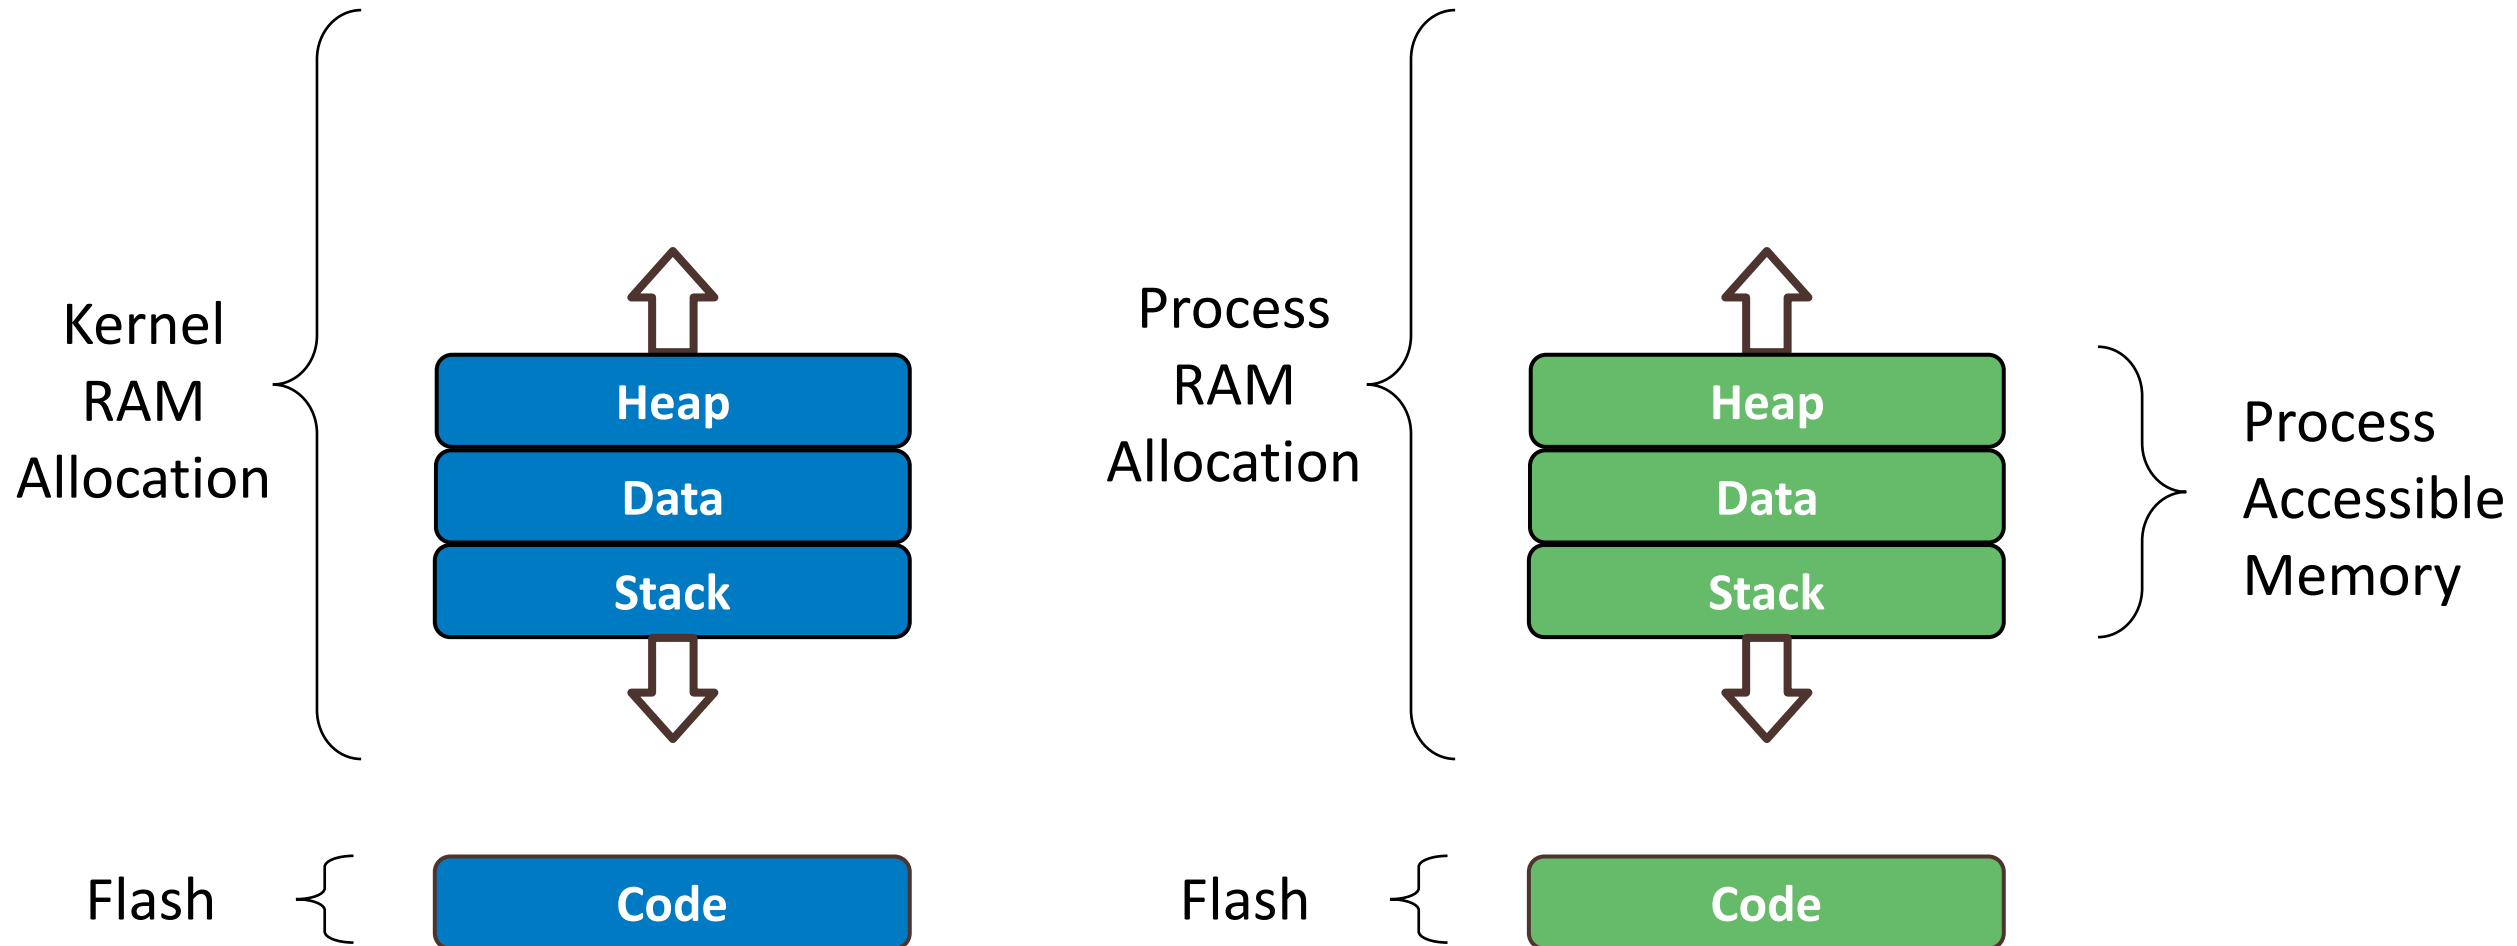 Kernel
RAM
Allocation
Heap
Data
Stack
Flash
Code
Process
RAM
Allocation
Heap
Data
Stack
Process
Accessible
Memory
Flash
Code